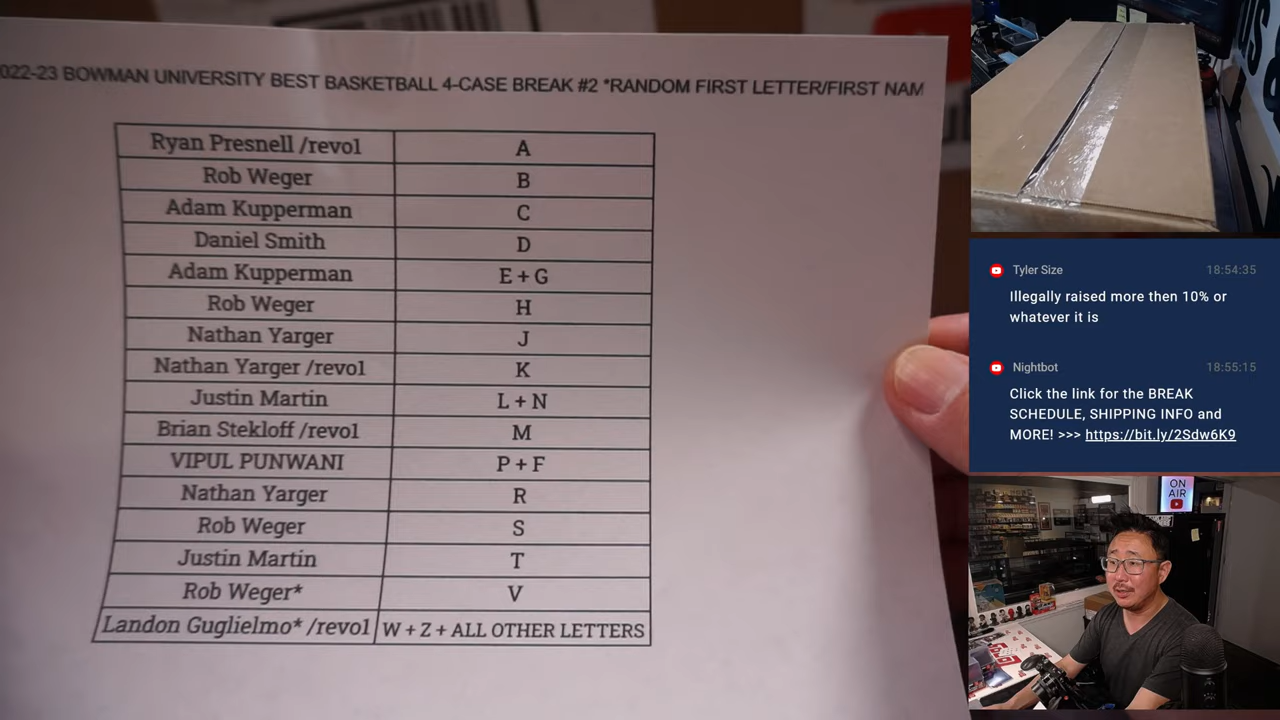 022-23 BOWMAN UNIVERSITY BEST BASKETBALL 4-CASE BREAK #2 *RANDOM FIRST LETTER/FIRST NAM
Ryan Presnell /rev01 A
Rob Weger B
Adam Kupperman C
Daniel Smith D
Adam Kupperman E + G
Rob Weger H
Nathan Yarger J
Nathan Yarger /rev01 K
Justin Martin L + N
Brian Stekloff /rev01 M
VIPUL PUNWANI P + F
Nathan Yarger R
Rob Weger S
Justin Martin T
Rob Weger* V
Landon Guglielmo* /rev01 W + Z + ALL OTHER LETTERS
Tyler Size 18:54:35
Illegally raised more then 10% or
whatever it is
Nightbot 18:55:15
Click the link for the BREAK
SCHEDULE, SHIPPING INFO and
MORE! >>> https://bit.ly/2Sdw6K9
ON
AIR